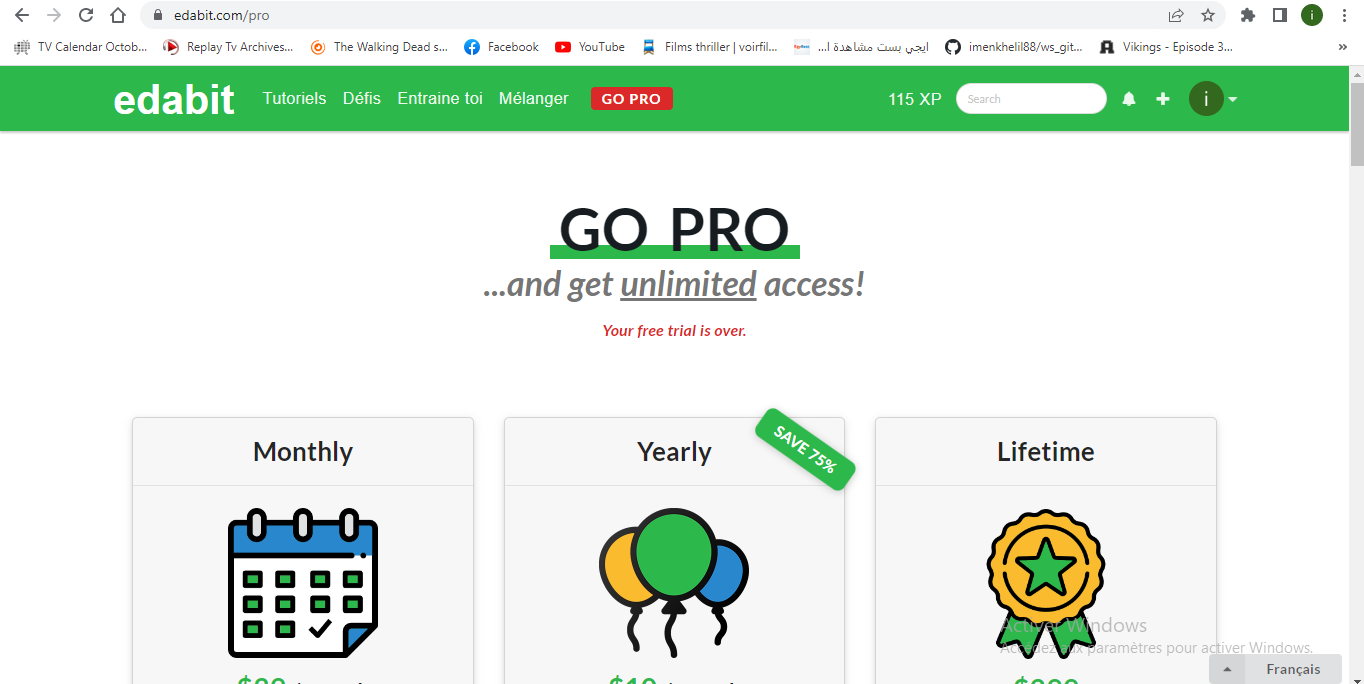 edabit.com/pro
TV Calendar Octob...
Replay Tv Archives...
The Walking Dead s...
Facebook
YouTube
Films thriller | voirfil...
ايجي بست مشاهدة ا...
imenkhelil88/ws_git...
Vikings - Episode 3...
»
edabit
Tutoriels
Défis
Entraine toi
Mélanger
GO PRO
115 XP
Search
i
GO PRO
...and get unlimited access!
Your free trial is over.
Monthly
Yearly
SAVE 75%
Lifetime
Activer Windows
Accédez aux paramètres pour activer Windows.
Français